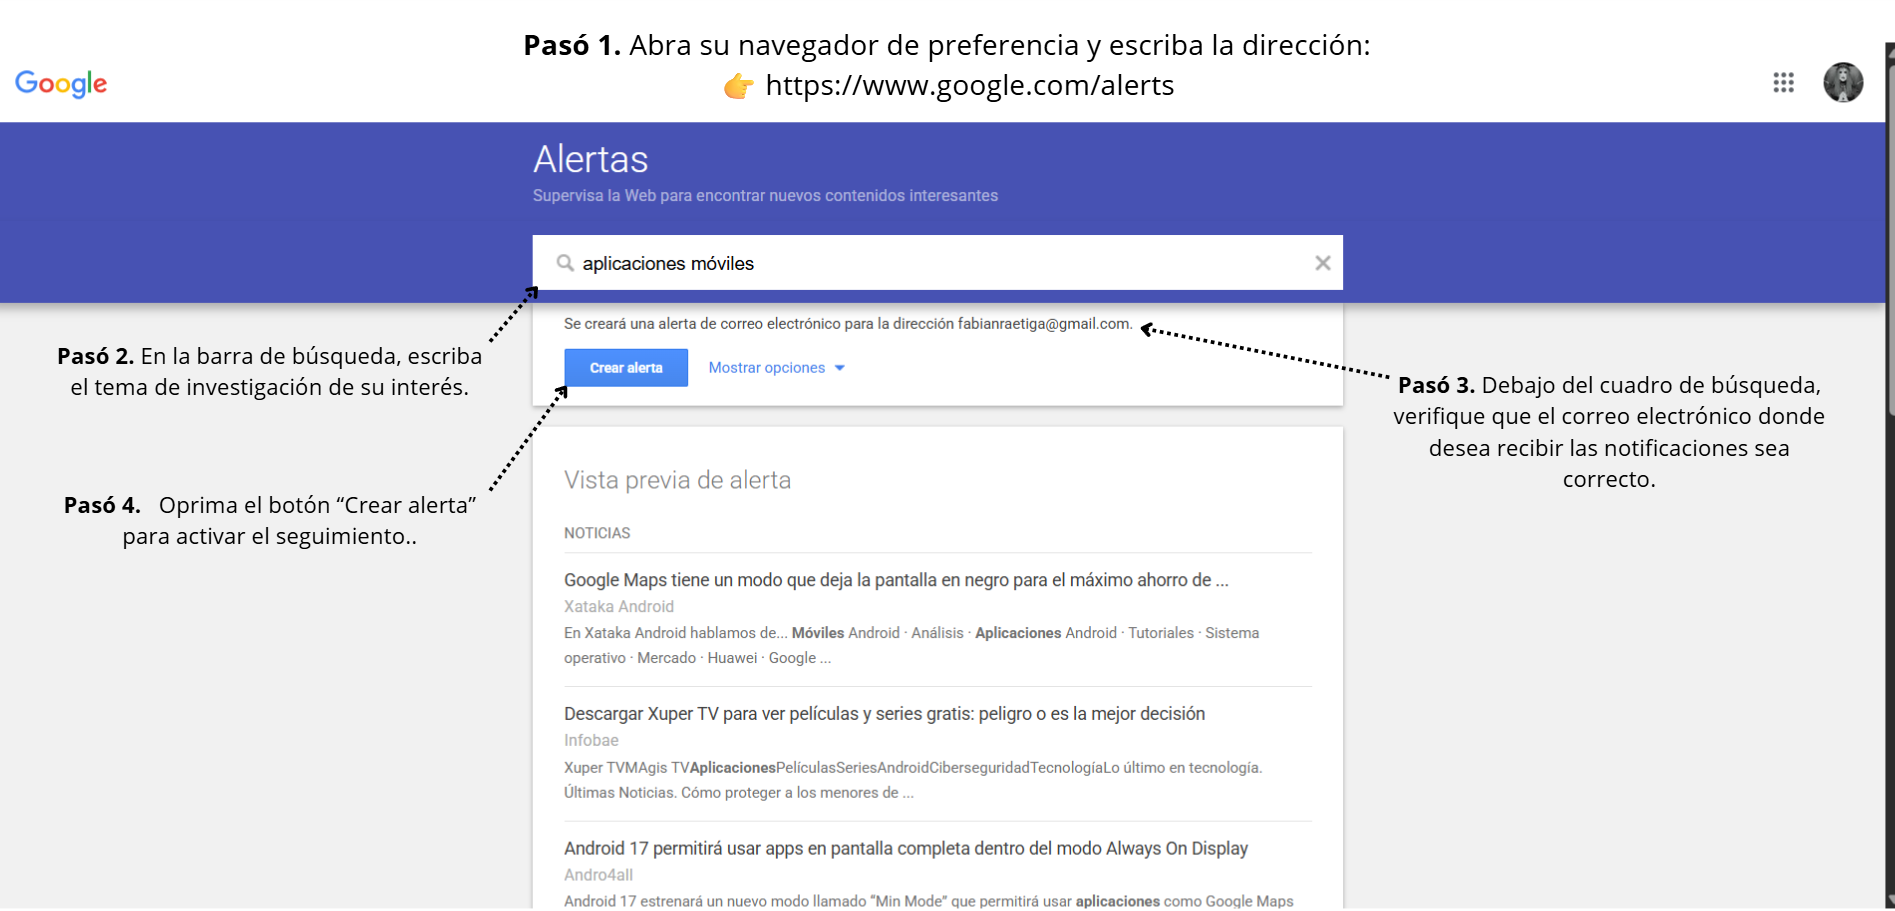 Pasó 1. Abra su navegador de preferencia y escriba la dirección:
👉 https://www.google.com/alerts
Google
Alertas
Supervisa la Web para encontrar nuevos contenidos interesantes
aplicaciones móviles
Se creará una alerta de correo electrónico para la dirección fabianraetiga@gmail.com.
Crear alerta
Mostrar opciones
Pasó 2. En la barra de búsqueda, escriba
el tema de investigación de su interés.
Pasó 3. Debajo del cuadro de búsqueda,
verifique que el correo electrónico donde
desea recibir las notificaciones sea
correcto.
Pasó 4. Oprima el botón “Crear alerta”
para activar el seguimiento..
Vista previa de alerta
NOTICIAS
Google Maps tiene un modo que deja la pantalla en negro para el máximo ahorro de ...
Xataka Android
En Xataka Android hablamos de... Móviles Android · Análisis · Aplicaciones Android · Tutoriales · Sistema
operativo · Mercado · Huawei · Google ...
Descargar Xuper TV para ver películas y series gratis: peligro o es la mejor decisión
Infobae
Xuper TVMAgis TVAplicacionesPelículasSeriesAndroidCiberseguridadTecnologíaLo último en tecnología.
Últimas Noticias. Cómo proteger a los menores de ...
Android 17 permitirá usar apps en pantalla completa dentro del modo Always On Display
Andro4all
Android 17 estrenará un nuevo modo llamado “Min Mode” que permitirá usar aplicaciones como Google Maps